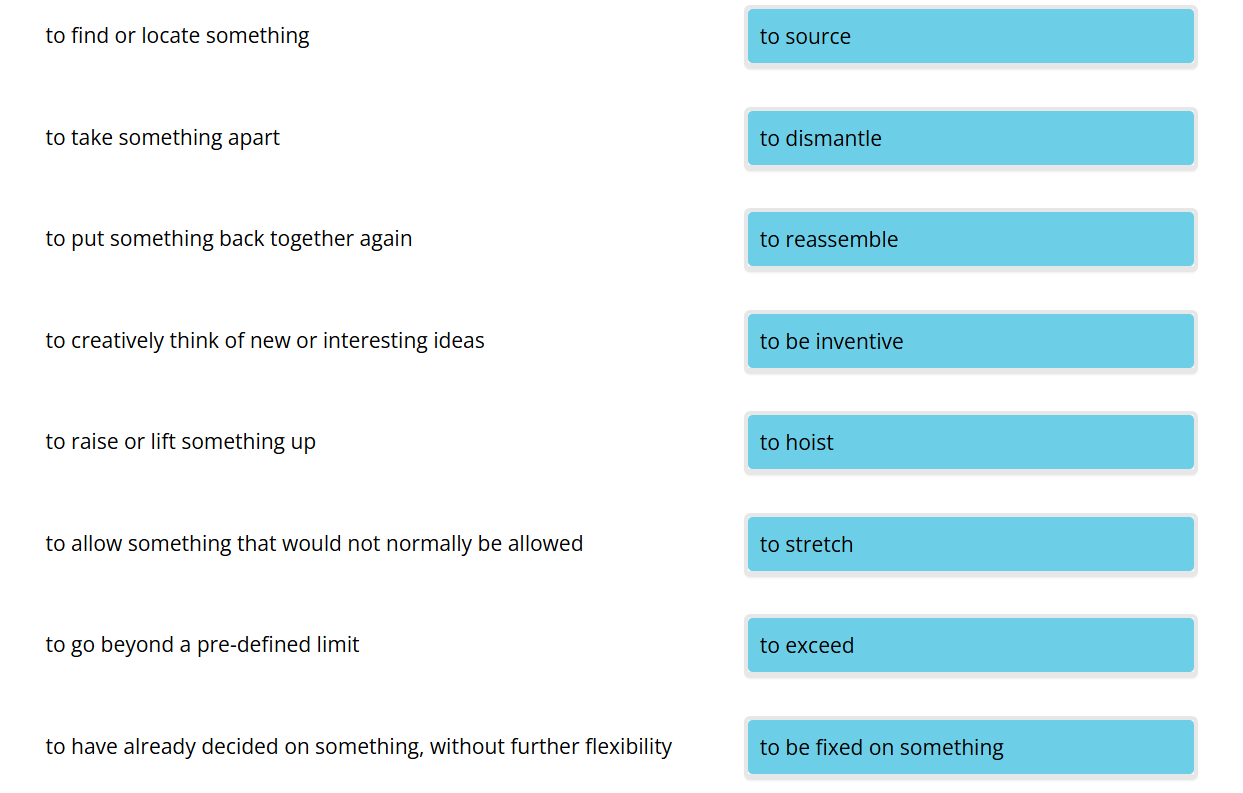 to find or locate something
to source
to take something apart
to dismantle
to put something back together again
to reassemble
to creatively think of new or interesting ideas
to be inventive
to raise or lift something up
to hoist
to allow something that would not normally be allowed
to stretch
to go beyond a pre-defined limit
to exceed
to have already decided on something, without further flexibility
to be fixed on something